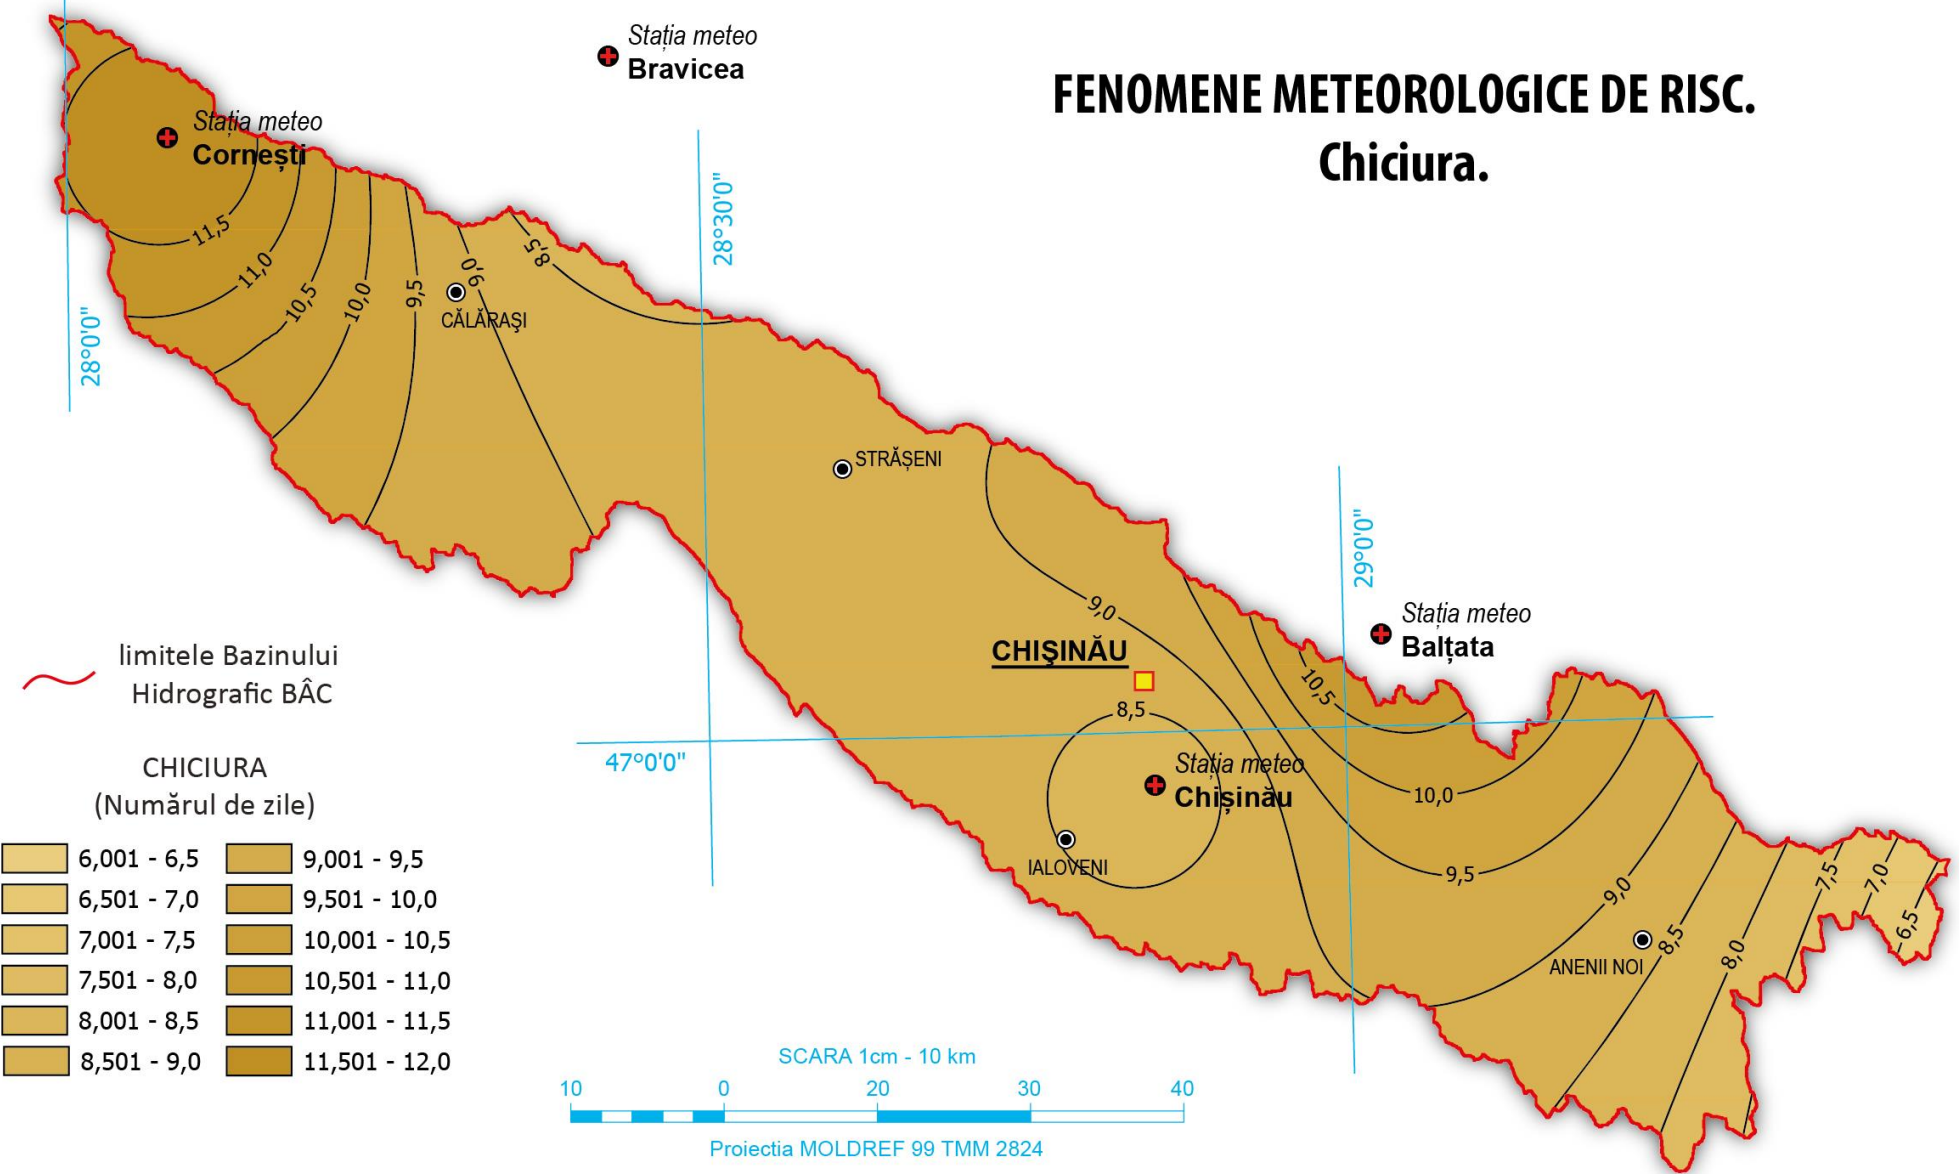 FENOMENE METEOROLOGICE DE RISC.
Chiciura.
Stația meteo
Bravicea
Stația meteo
Cornești
28°0'0"
28°30'0"
29°0'0"
47°0'0"
11,5
11,0
10,5
10,0
9,5
9,0
8,5
CĂLĂRAŞI
STRĂȘENI
9,0
CHIŞINĂU
8,5
Stația meteo
Chișinău
IALOVENI
Stația meteo
Balțata
10,5
10,0
9,5
9,0
8,5
8,0
7,5
7,0
6,5
ANENII NOI
limitele Bazinului
Hidrografic BÂC
CHICIURA
(Numărul de zile)
6,001 - 6,5
6,501 - 7,0
7,001 - 7,5
7,501 - 8,0
8,001 - 8,5
8,501 - 9,0
9,001 - 9,5
9,501 - 10,0
10,001 - 10,5
10,501 - 11,0
11,001 - 11,5
11,501 - 12,0
SCARA 1cm - 10 km
10 0 20 30 40
Proiectia MOLDREF 99 TMM 2824